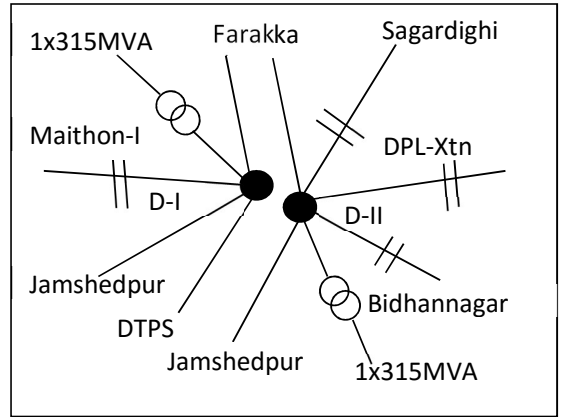 1x315MVA
Farakka
Sagardighi
Maithon-I
DPL-Xtn
D-I
D-II
Jamshedpur
Bidhannagar
DTPS
Jamshedpur
1x315MVA